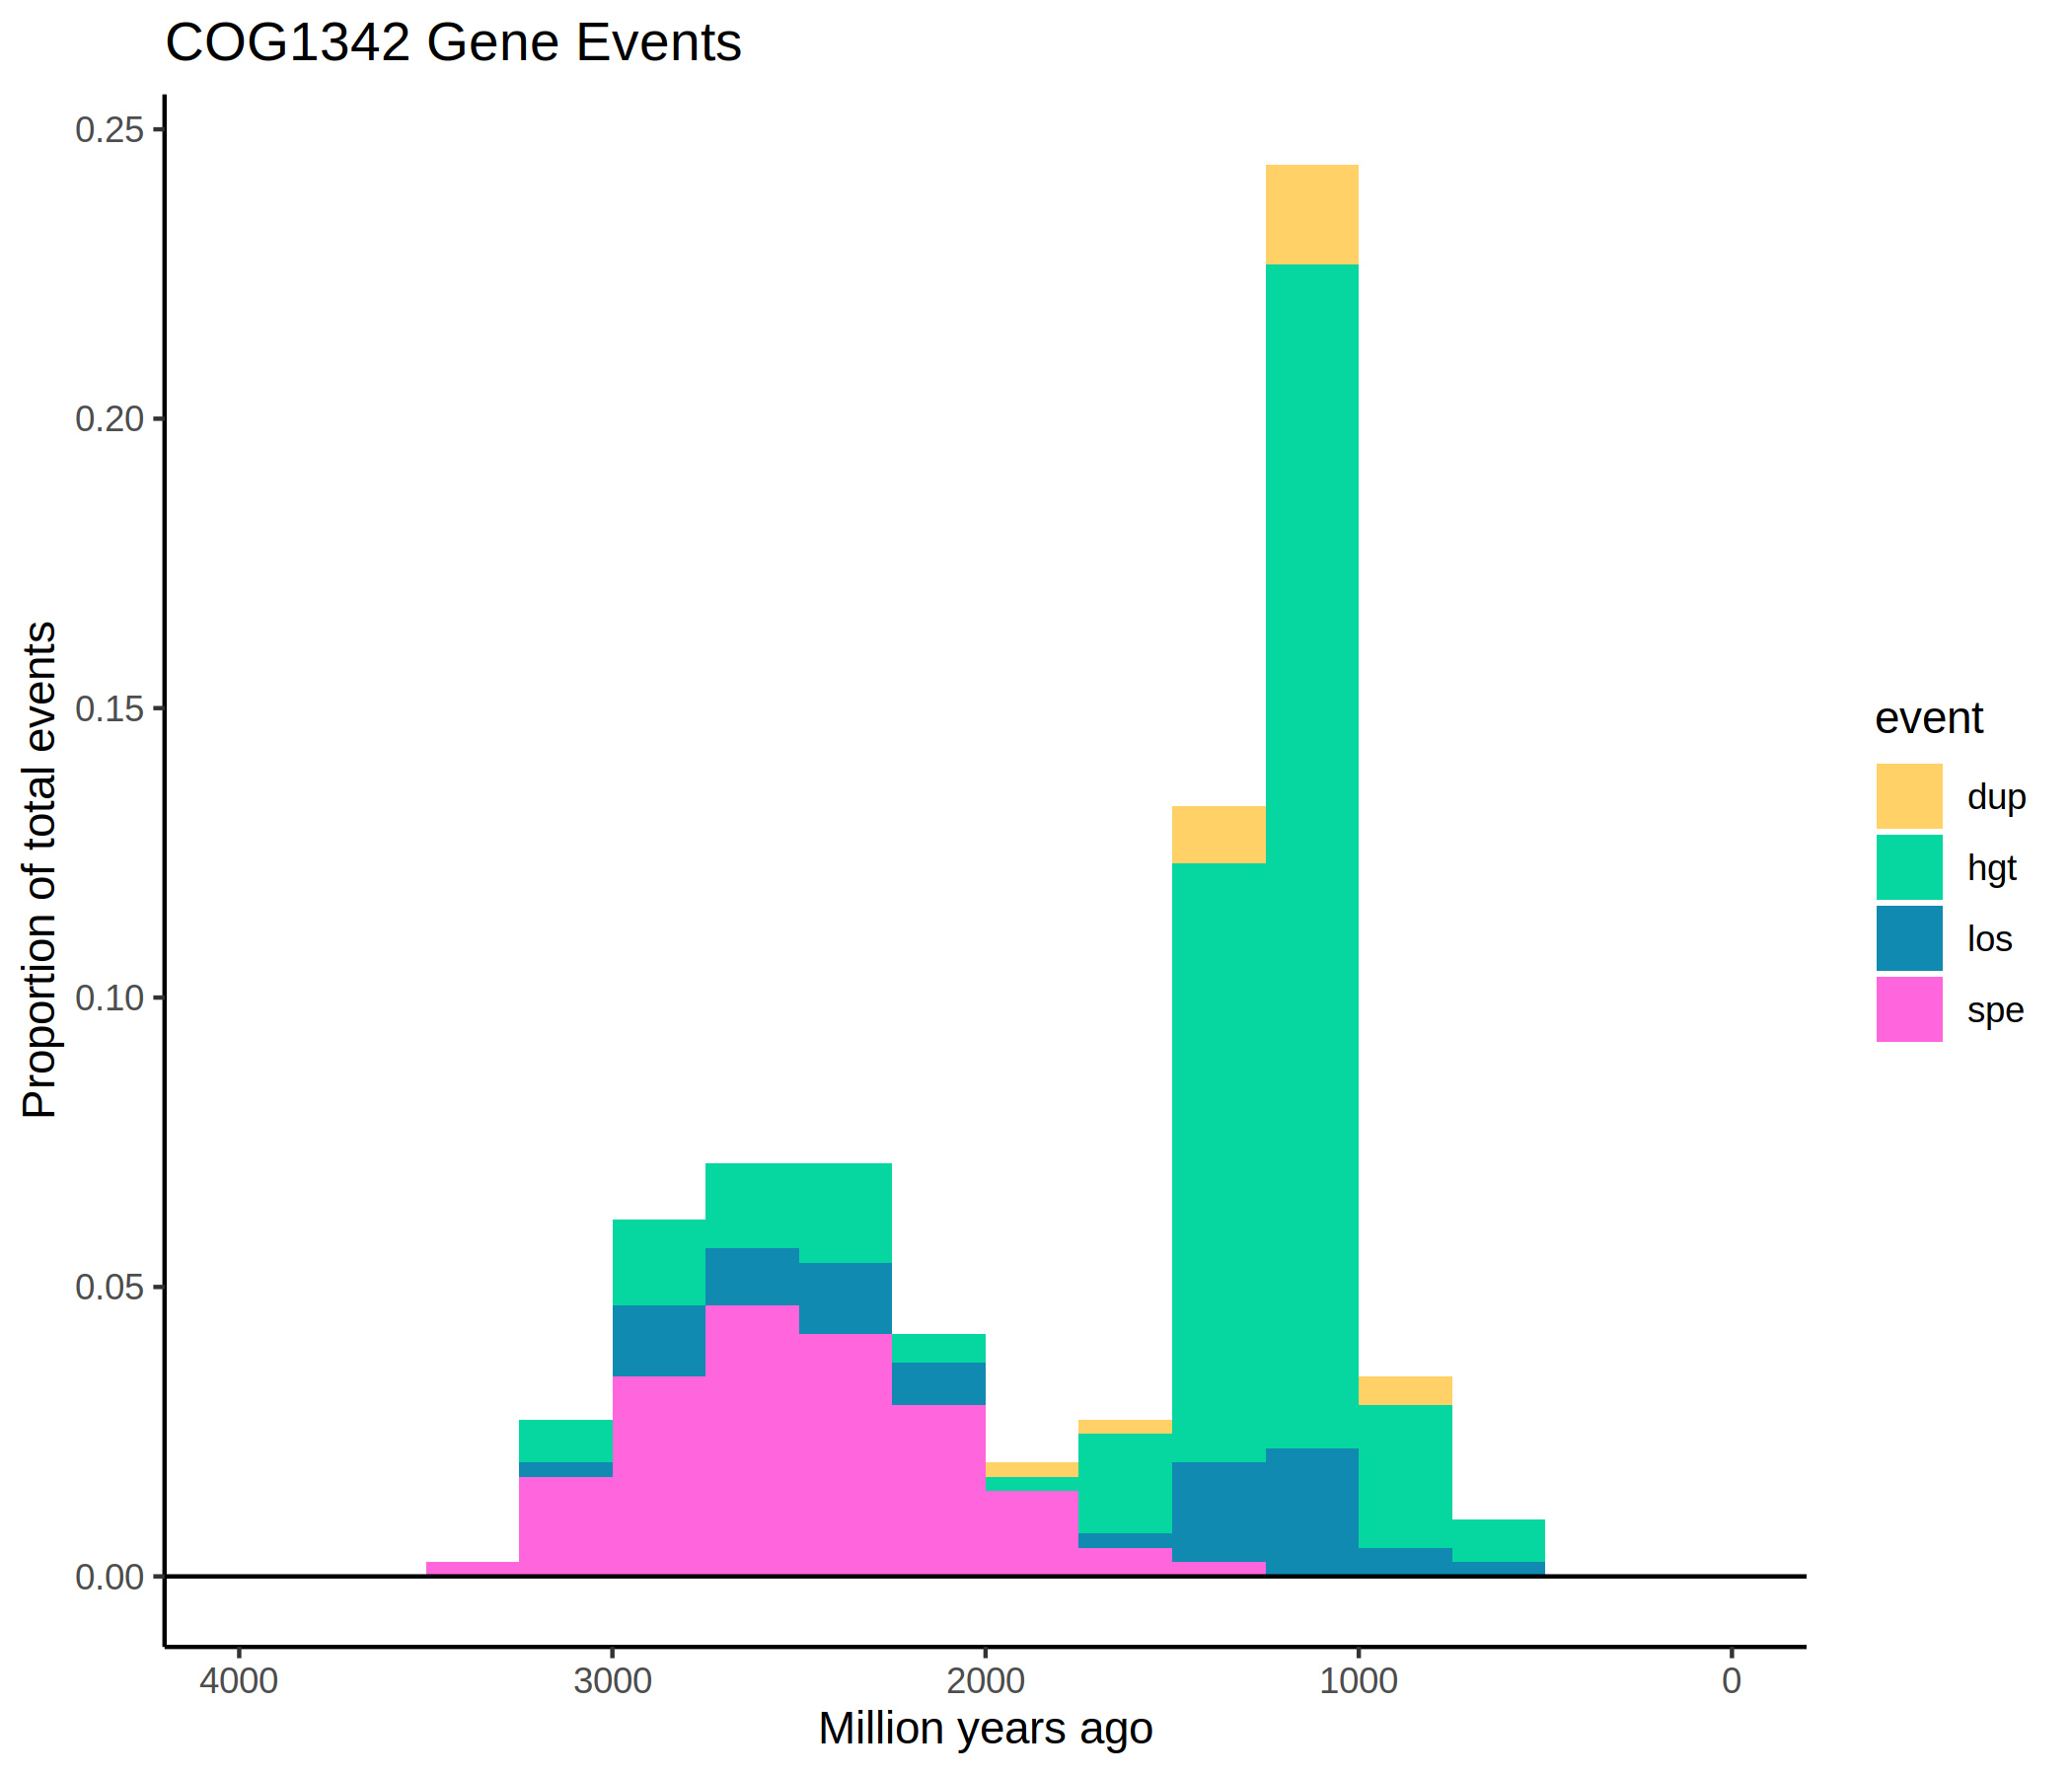 COG1342 Gene Events
Proportion of total events
0.25
0.20
0.15
0.10
0.05
0.00
4000 3000 2000 1000 0
Million years ago
event
dup
hgt
los
spe